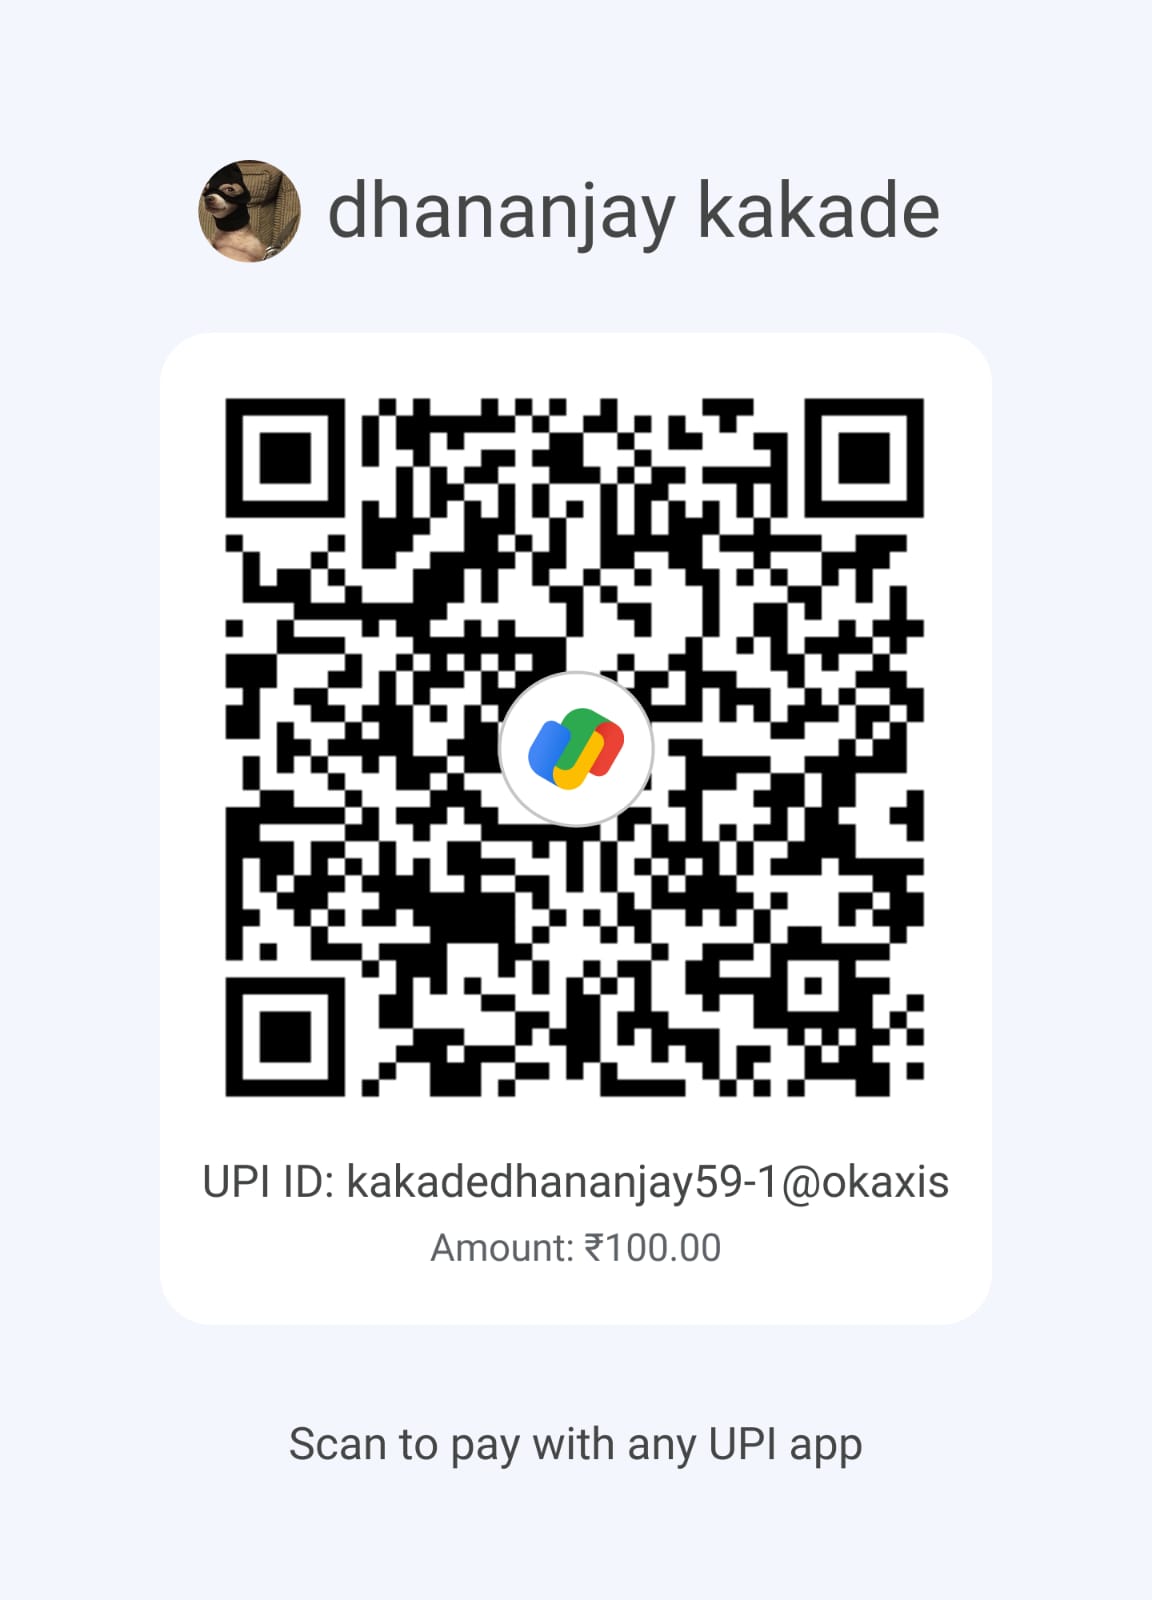 dhananjay kakade
UPI ID: kakadedhananjay59-1@okaxis
Amount: ₹100.00
Scan to pay with any UPI app